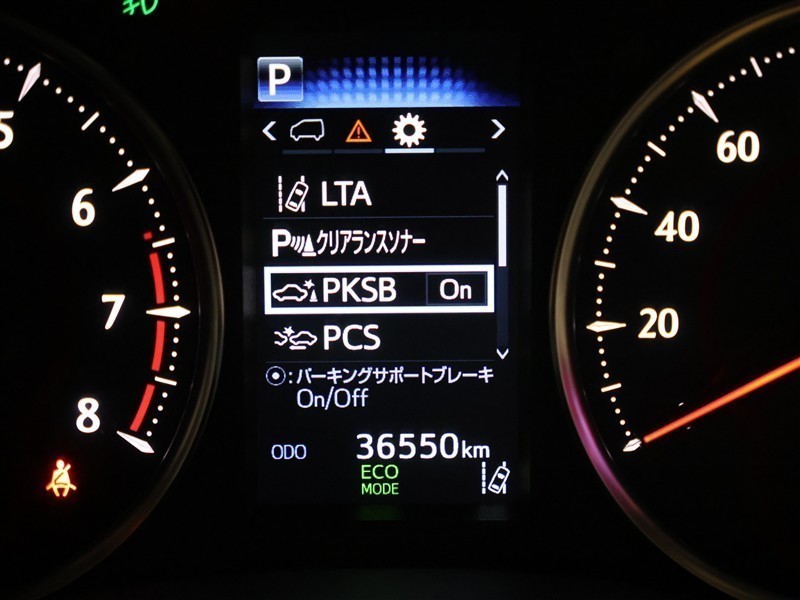 P
LTA
Pクリアランスソナー
PKSB On
PCS
:パーキングサポートブレーキ
On/Off
ODO 36550km
ECO
MODE
5
6
7
8
60
40
20